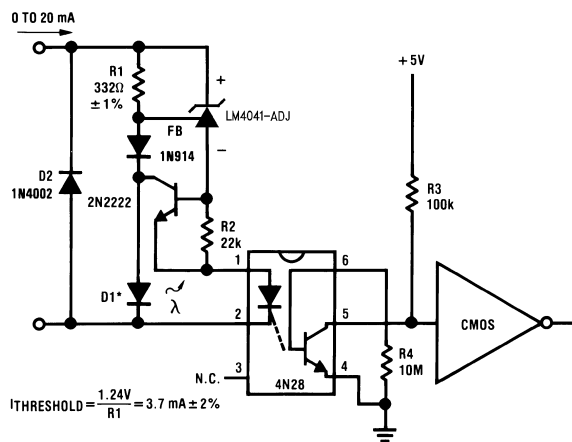 0 TO 20 mA
R1
332Ω
±1%
+
LM4041-ADJ
FB
1N914
−
+5V
D2
1N4002
2N2222
R2
22k
R3
100k
D1*
λ
1
2
3
N.C.
6
5
4
4N28
CMOS
R4
10M
ITHRESHOLD = 1.24V / R1 = 3.7 mA ± 2%